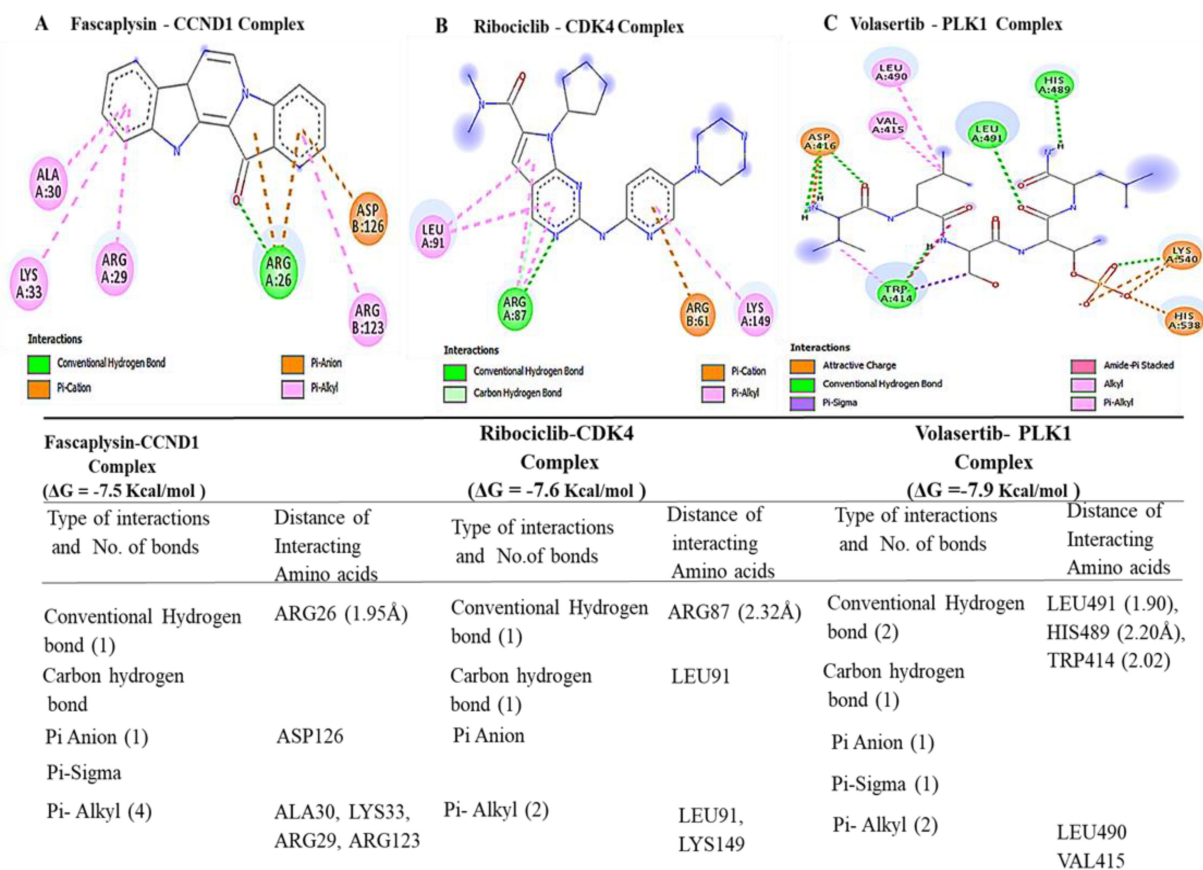 A Fascaplysin - CCND1 Complex
B Ribociclib - CDK4 Complex
C Volasertib - PLK1 Complex
ALA
A:30
LYS
A:33
ARG
A:29
ARG
A:26
ASP
B:126
ARG
B:123
N
N
O
Interactions
Conventional Hydrogen Bond
Pi-Cation
Pi-Anion
Pi-Alkyl
LEU
A:91
ARG
A:87
ARG
B:61
LYS
A:149
Interactions
Conventional Hydrogen Bond
Carbon Hydrogen Bond
Pi-Cation
Pi-Alkyl
LEU
A:490
VAL
A:415
ASP
A:416
LEU
A:491
HIS
A:489
TRP
A:414
LYS
A:540
HIS
A:538
Interactions
Attractive Charge
Conventional Hydrogen Bond
Pi-Sigma
Amide-Pi Stacked
Alkyl
Pi-Alkyl
Fascaplysin-CCND1
Complex
(ΔG = -7.5 Kcal/mol )
Ribociclib-CDK4
Complex
(ΔG = -7.6 Kcal/mol )
Volasertib- PLK1
Complex
(ΔG =-7.9 Kcal/mol )
Type of interactions
and No. of bonds
Distance of
Interacting
Amino acids
Type of interactions
and No.of bonds
Distance of
interacting
Amino acids
Type of interactions
and No. of bonds
Distance of
Interacting
Amino acids
Conventional Hydrogen
bond (1)
ARG26 (1.95Å)
Conventional Hydrogen
bond (1)
ARG87 (2.32Å)
Conventional Hydrogen
bond (2)
LEU491 (1.90),
HIS489 (2.20Å),
TRP414 (2.02)
Carbon hydrogen
bond
Carbon hydrogen
bond (1)
LEU91
Carbon hydrogen
bond (1)
Pi Anion (1)
ASP126
Pi Anion
Pi Anion (1)
Pi-Sigma
Pi-Sigma (1)
Pi- Alkyl (4)
ALA30, LYS33,
ARG29, ARG123
Pi- Alkyl (2)
LEU91,
LYS149
Pi- Alkyl (2)
LEU490
VAL415